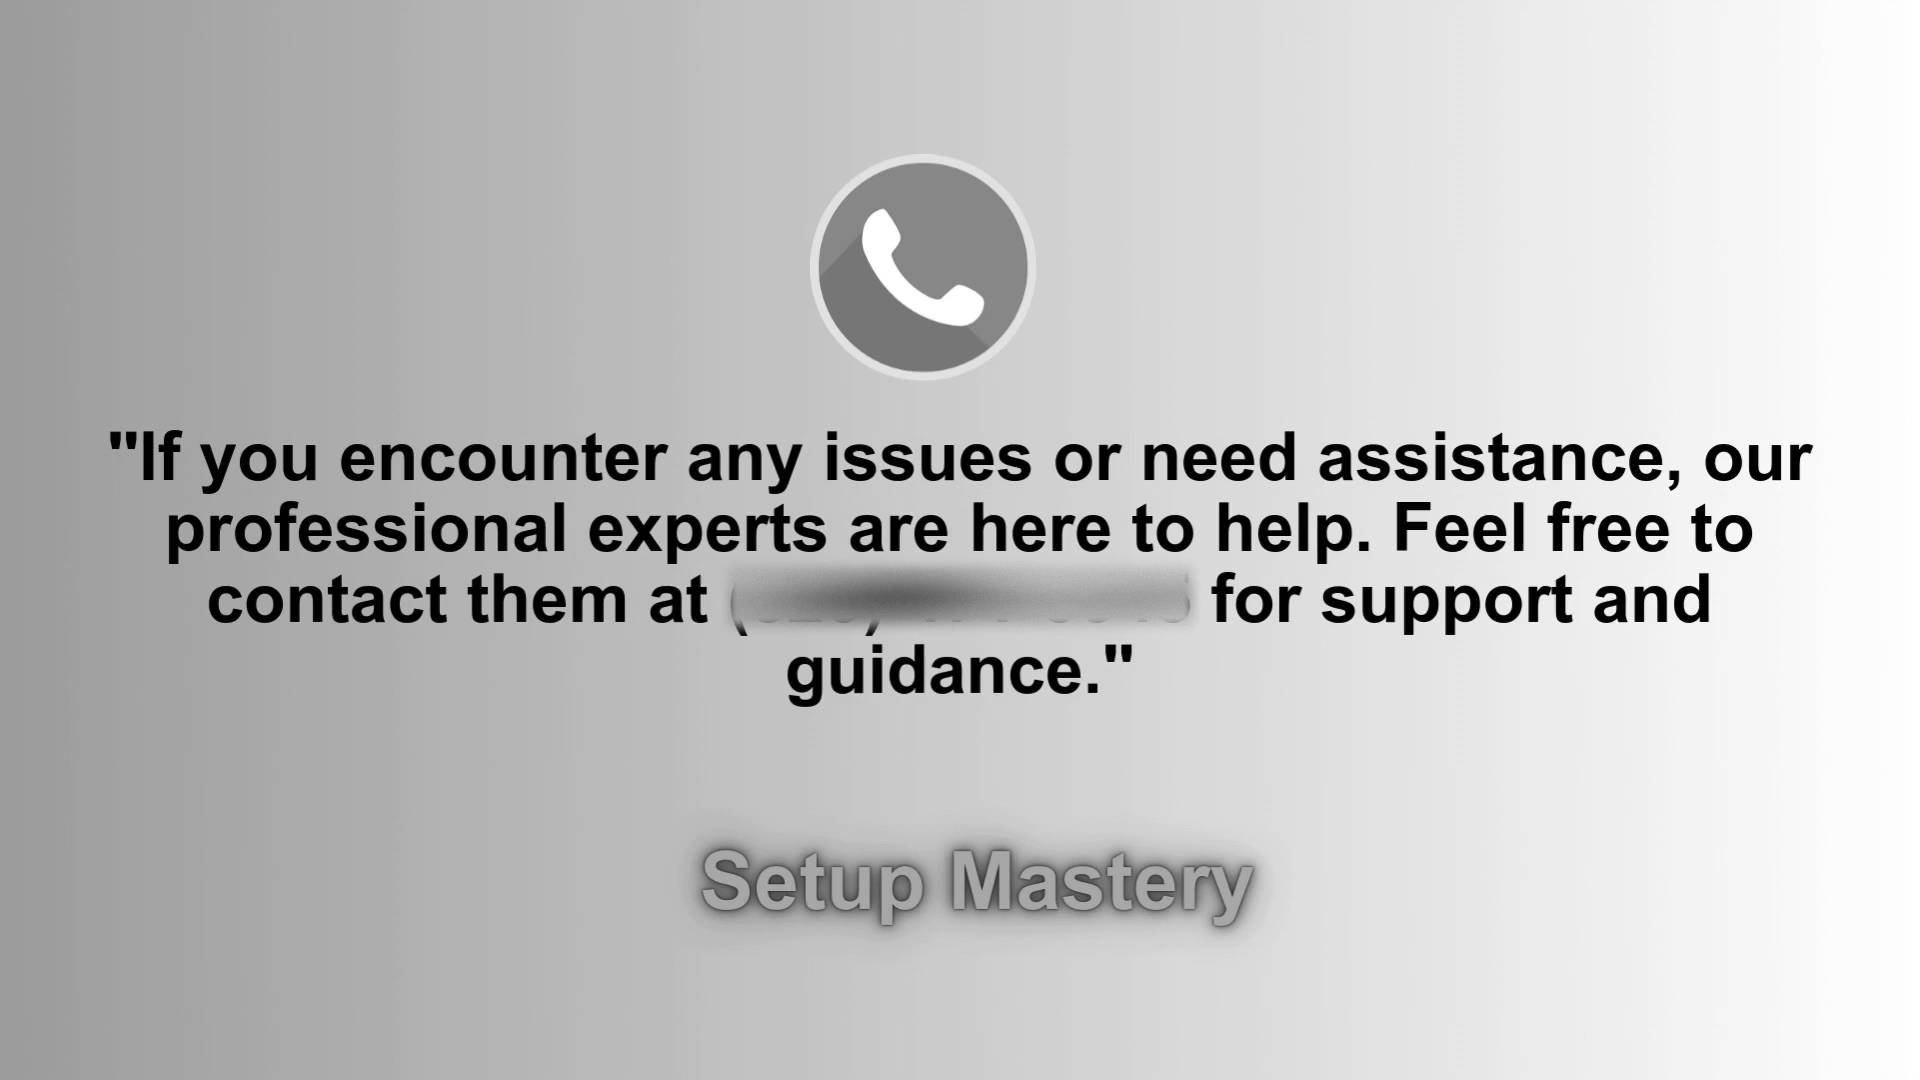 "If you encounter any issues or need assistance, our
professional experts are here to help. Feel free to
contact them at for support and
guidance."
Setup Mastery